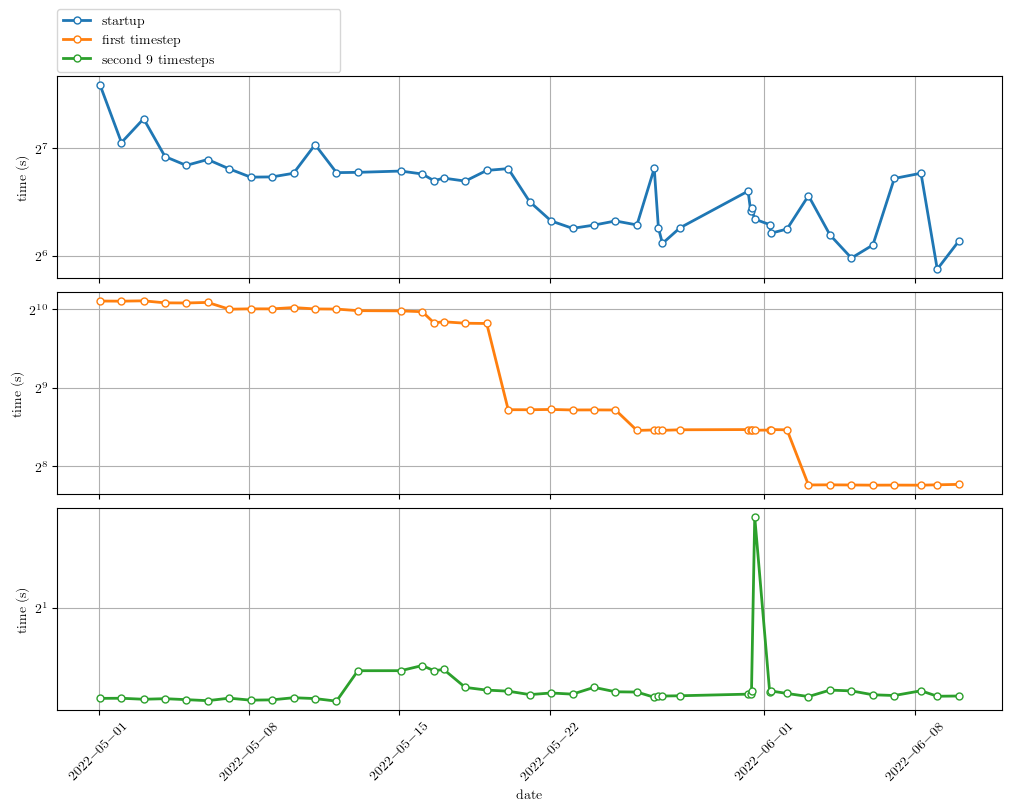 startup
first timestep
second 9 timesteps
2^7
time (s)
2^6
2^10
2^9
time (s)
2^8
2^1
time (s)
2022−05−01 2022−05−08 2022−05−15 2022−05−22 2022−06−01 2022−06−08
date